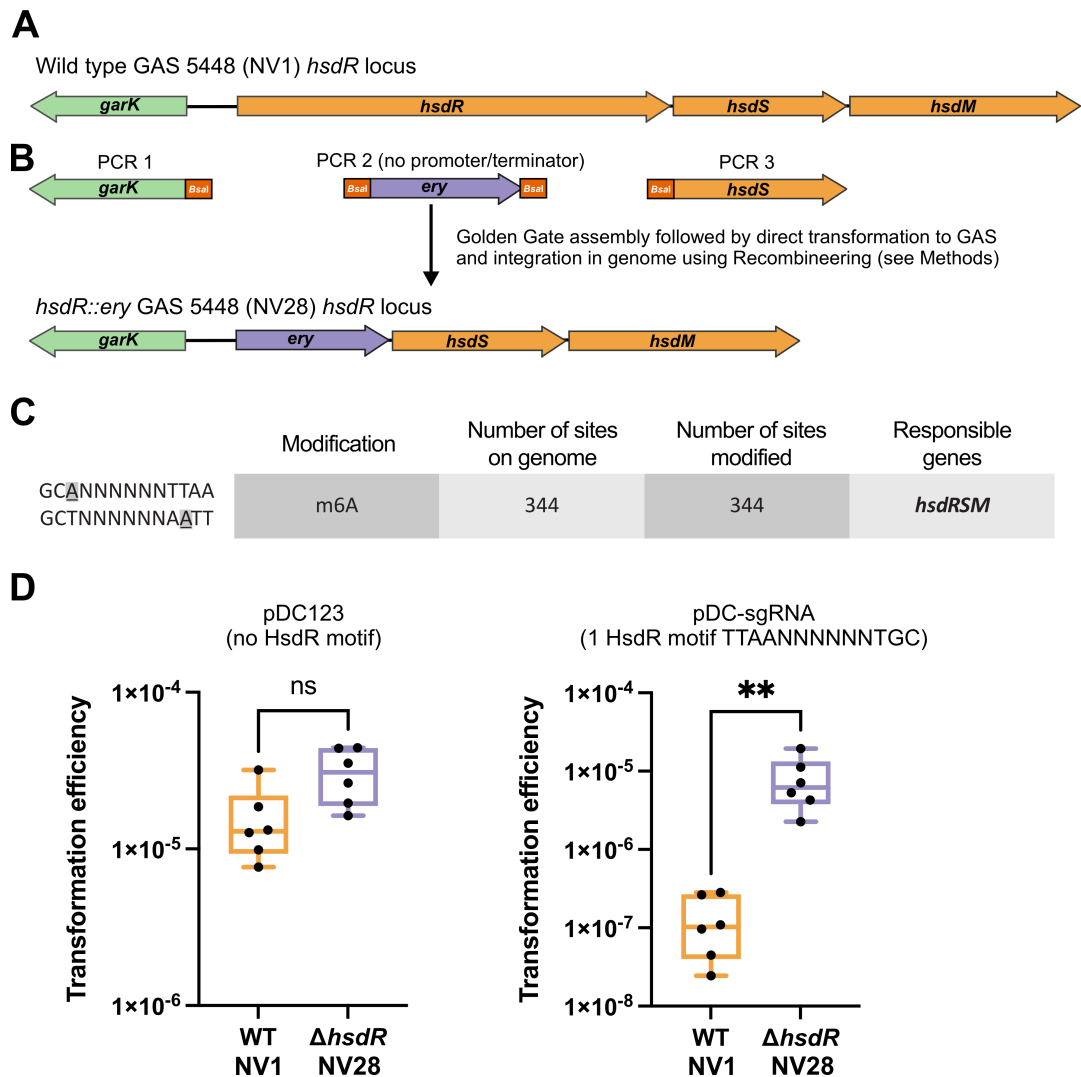 A
Wild type GAS 5448 (NV1) hsdR locus
garK hsdR hsdS hsdM
B
PCR 1 PCR 2 (no promoter/terminator) PCR 3
garK BsaI BsaI ery BsaI BsaI hsdS
Golden Gate assembly followed by direct transformation to GAS
and integration in genome using Recombineering (see Methods)
hsdR::ery GAS 5448 (NV28) hsdR locus
garK ery hsdS hsdM
C
Modification Number of sites on genome Number of sites modified Responsible genes
GCANNNNNNTTAA
GCTNNNNNNNAATT
m6A 344 344 hsdRSM
D
pDC123
(no HsdR motif)
Transformation efficiency
1×10-4
1×10-5
1×10-6
ns
WT
NV1
ΔhsdR
NV28
pDC-sgRNA
(1 HsdR motif TTAANNNNNNTGC)
Transformation efficiency
1×10-4
1×10-5
1×10-6
1×10-7
1×10-8
**
WT
NV1
ΔhsdR
NV28